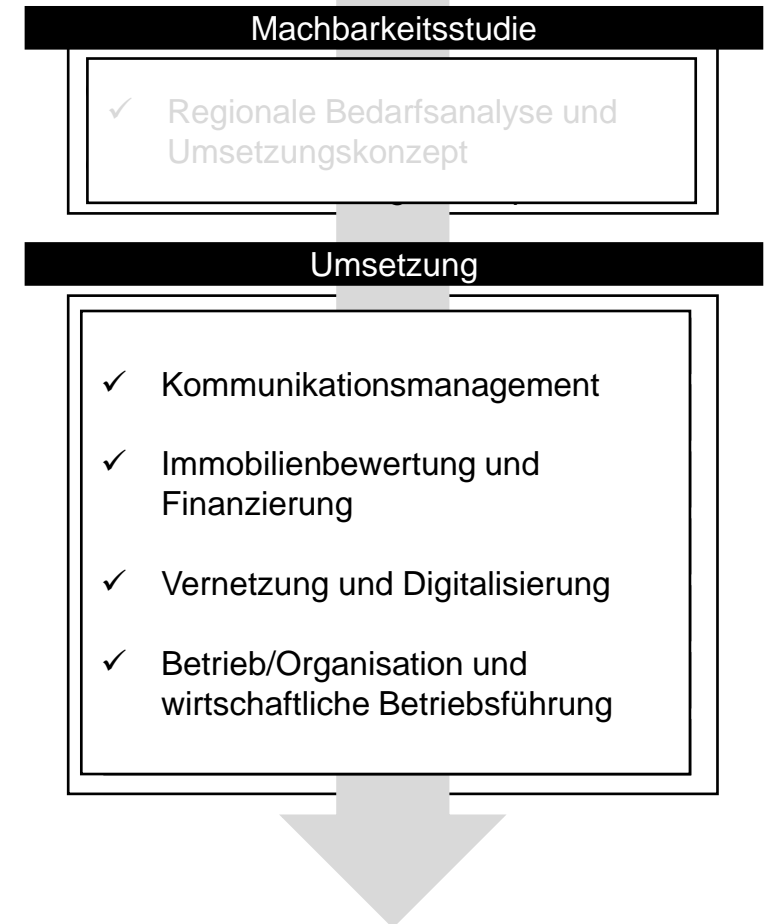 Machbarkeitsstudie
✓ Regionale Bedarfsanalyse und
Umsetzungskonzept
Umsetzung
✓ Kommunikationsmanagement
✓ Immobilienbewertung und
Finanzierung
✓ Vernetzung und Digitalisierung
✓ Betrieb/Organisation und
wirtschaftliche Betriebsführung